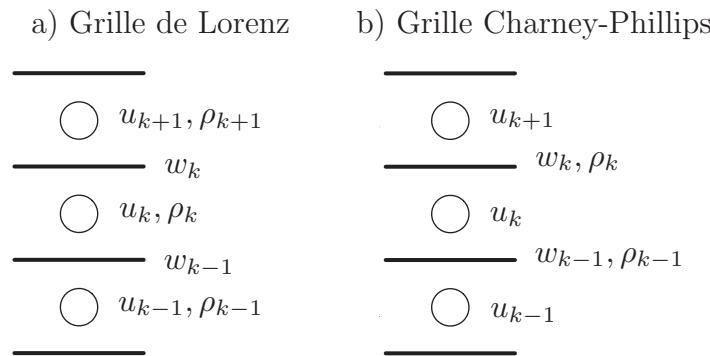 a) Grille de Lorenz
b) Grille Charney-Phillips
u_{k+1}, ρ_{k+1}
w_k
u_k, ρ_k
w_{k−1}
u_{k−1}, ρ_{k−1}
u_{k+1}
w_k, ρ_k
u_k
w_{k−1}, ρ_{k−1}
u_{k−1}